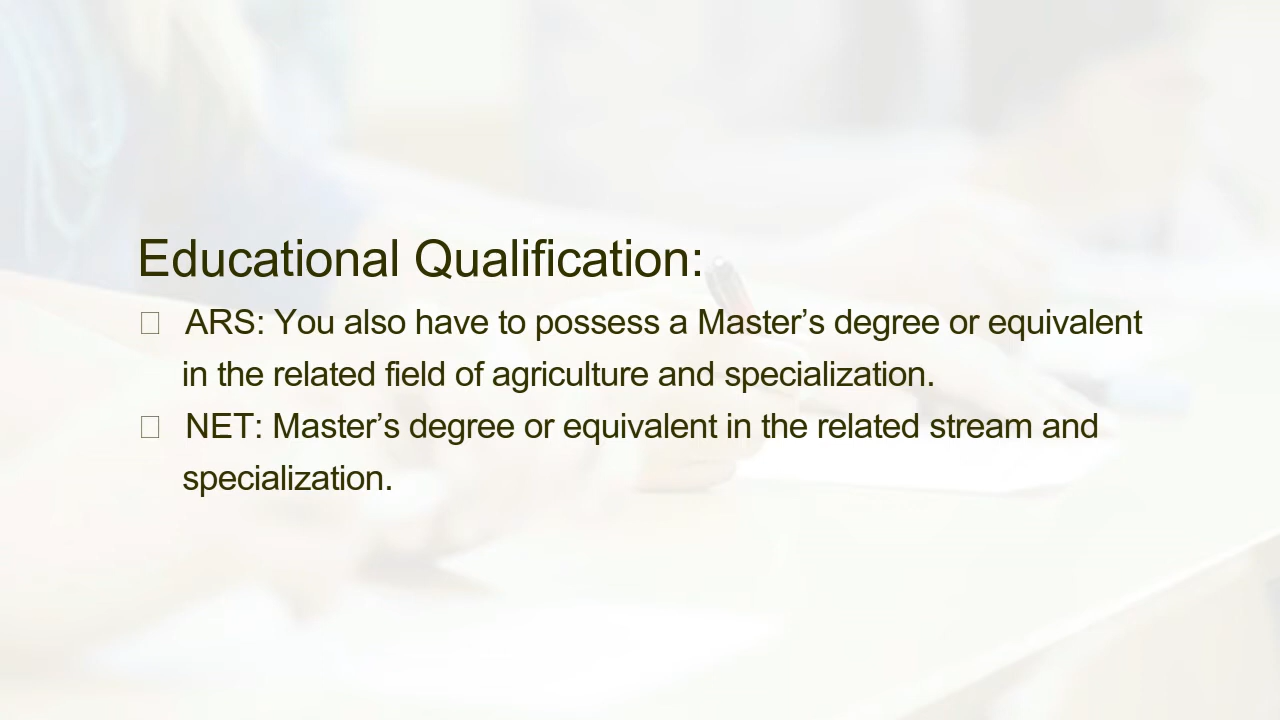 Educational Qualification:
ARS: You also have to possess a Master’s degree or equivalent
in the related field of agriculture and specialization.
NET: Master’s degree or equivalent in the related stream and
specialization.